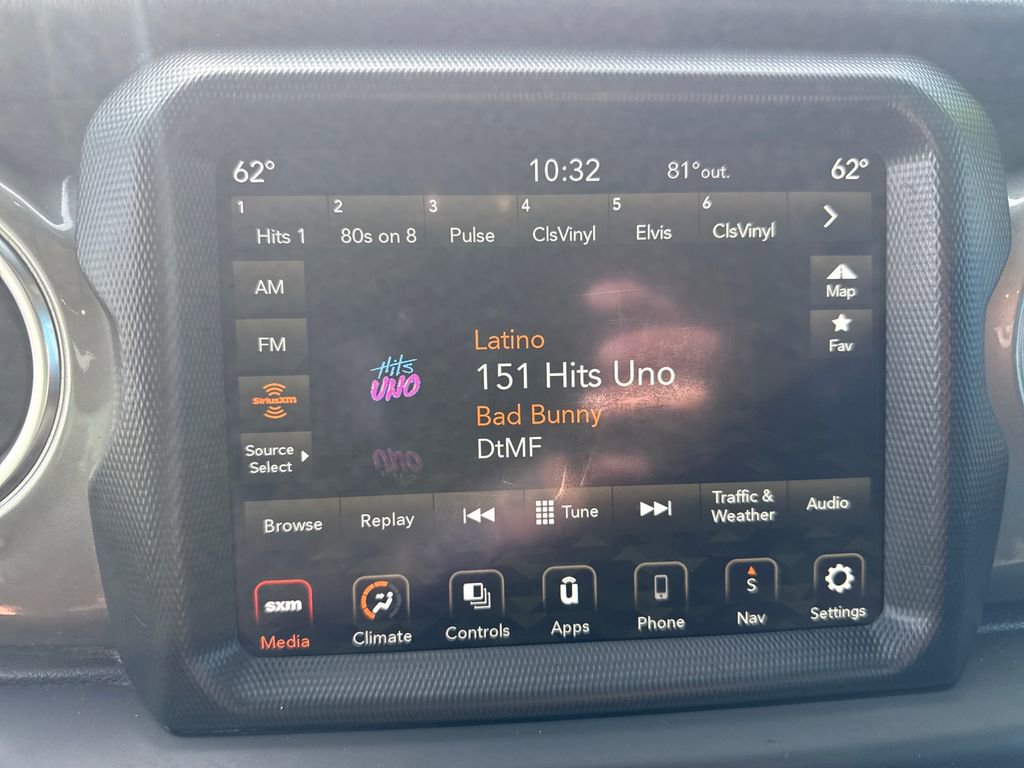 62° 10:32 81°out. 62°
1 2 3 4 5 6
Hits 1 80s on 8 Pulse ClsVinyl Elvis ClsVinyl
AM
Map
FM
Fav
SiriusXM
Source
Select
Hits
UNO
Latino
151 Hits Uno
Bad Bunny
DtMF
Browse Replay Tune Traffic &
Weather Audio
sxm
Media
Climate
Controls
û
Apps
Phone
S
Nav
Settings